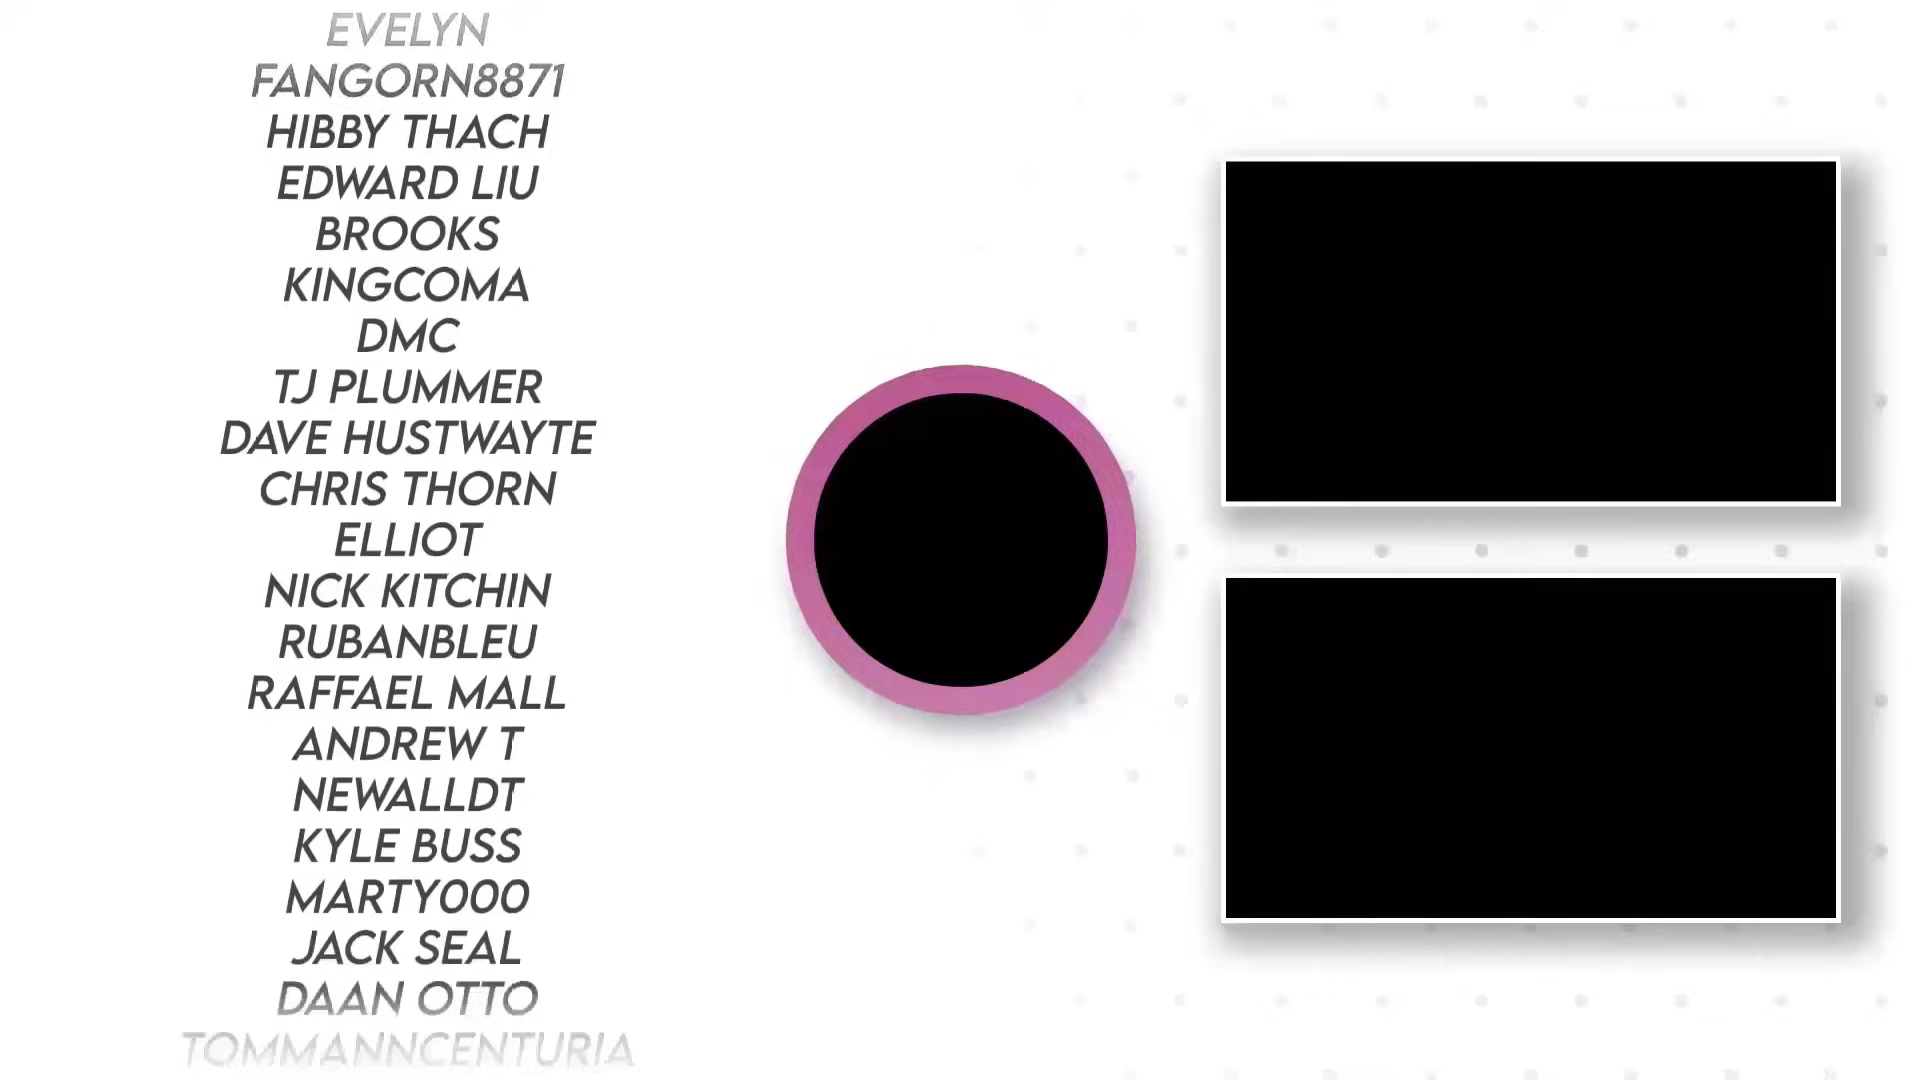 EVELYN
FANGORN8871
HIBBY THACH
EDWARD LIU
BROOKS
KINGCOMA
DMC
TJ PLUMMER
DAVE HUSTWAYTE
CHRIS THORN
ELLIOT
NICK KITCHIN
RUBANBLEU
RAFFAEL MALL
ANDREW T
NEWALLDT
KYLE BUSS
MARTY000
JACK SEAL
DAAN OTTO
TOMMANNCENTURIA